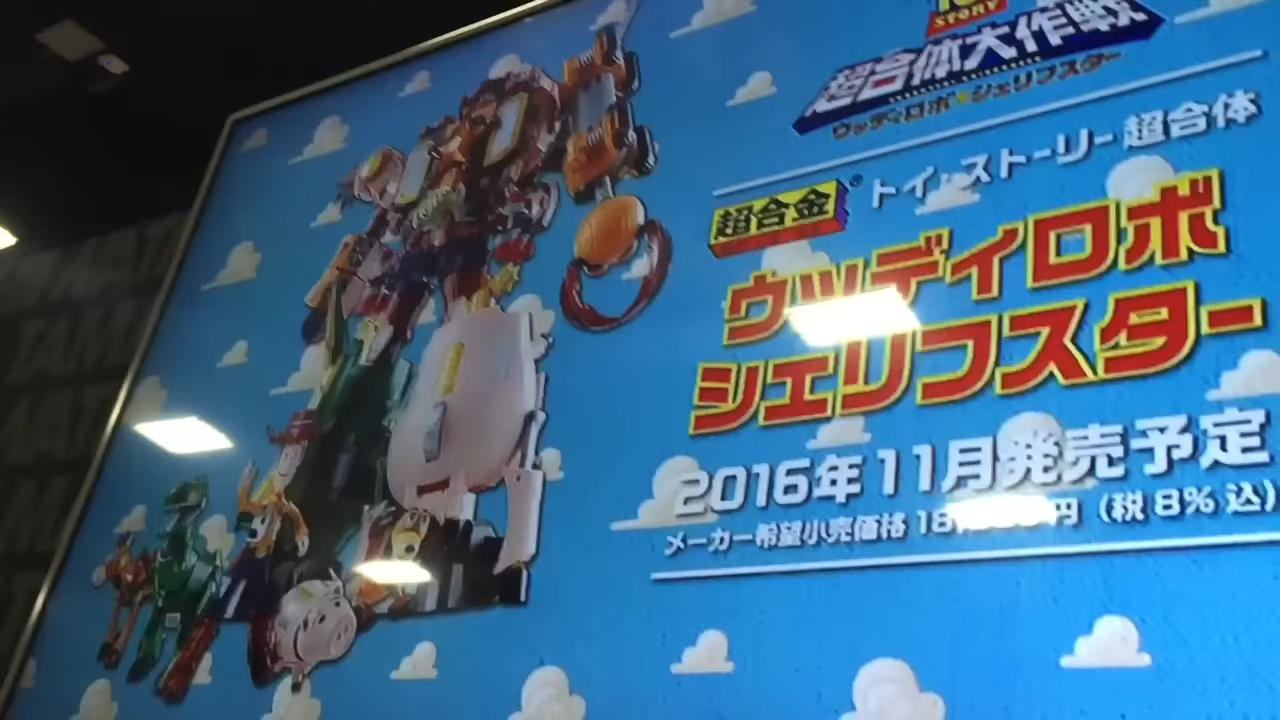 STORY
超合体大作戦
ウッディロボ★シェリフスター
トイ・ストーリー 超合体
超合金®
ウッディロボ
シェリフスター
2016年11月発売予定
メーカー希望小売価格 円（税8%込）